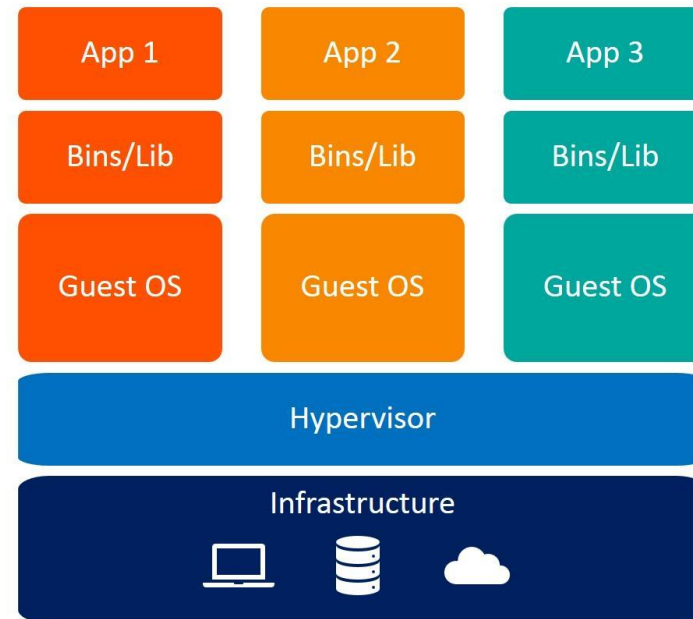 App 1
App 2
App 3
Bins/Lib
Bins/Lib
Bins/Lib
Guest OS
Guest OS
Guest OS
Hypervisor
Infrastructure